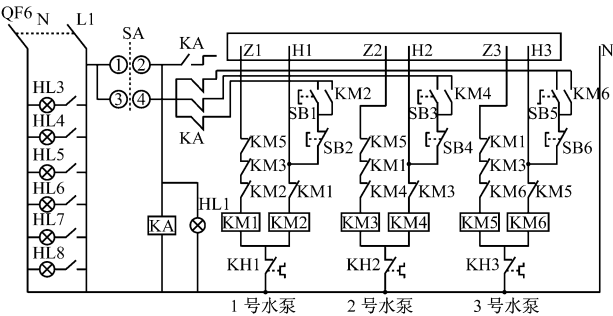 QF6 N L1 SA
KA Z1 H1 Z2 H2 Z3 H3 N
① ②
③ ④
HL3
HL4
HL5
HL6
HL7
HL8
KA
SB1 KM2 SB3 KM4 SB5 KM6
SB2 SB4 SB6
KM5 KM5 KM1
KM3 KM1 KM3
KM2 KM1 KM4 KM3 KM6 KM5
HL1
KA KM1 KM2 KM3 KM4 KM5 KM6
KH1 KH2 KH3
1号水泵 2号水泵 3号水泵